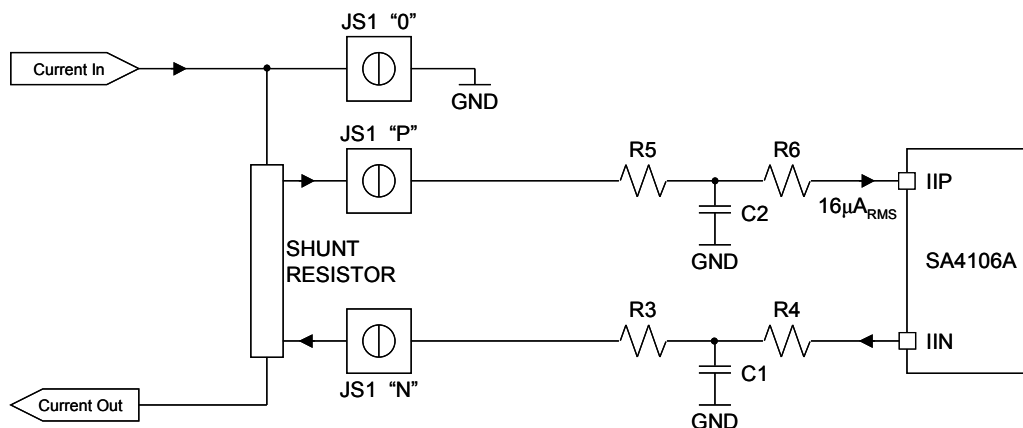 JS1 “0”
Current In
GND
JS1 “P”
R5
R6
IIP
16µARMS
C2
GND
SHUNT
RESISTOR
SA4106A
R3
R4
IIN
JS1 “N”
C1
Current Out
GND